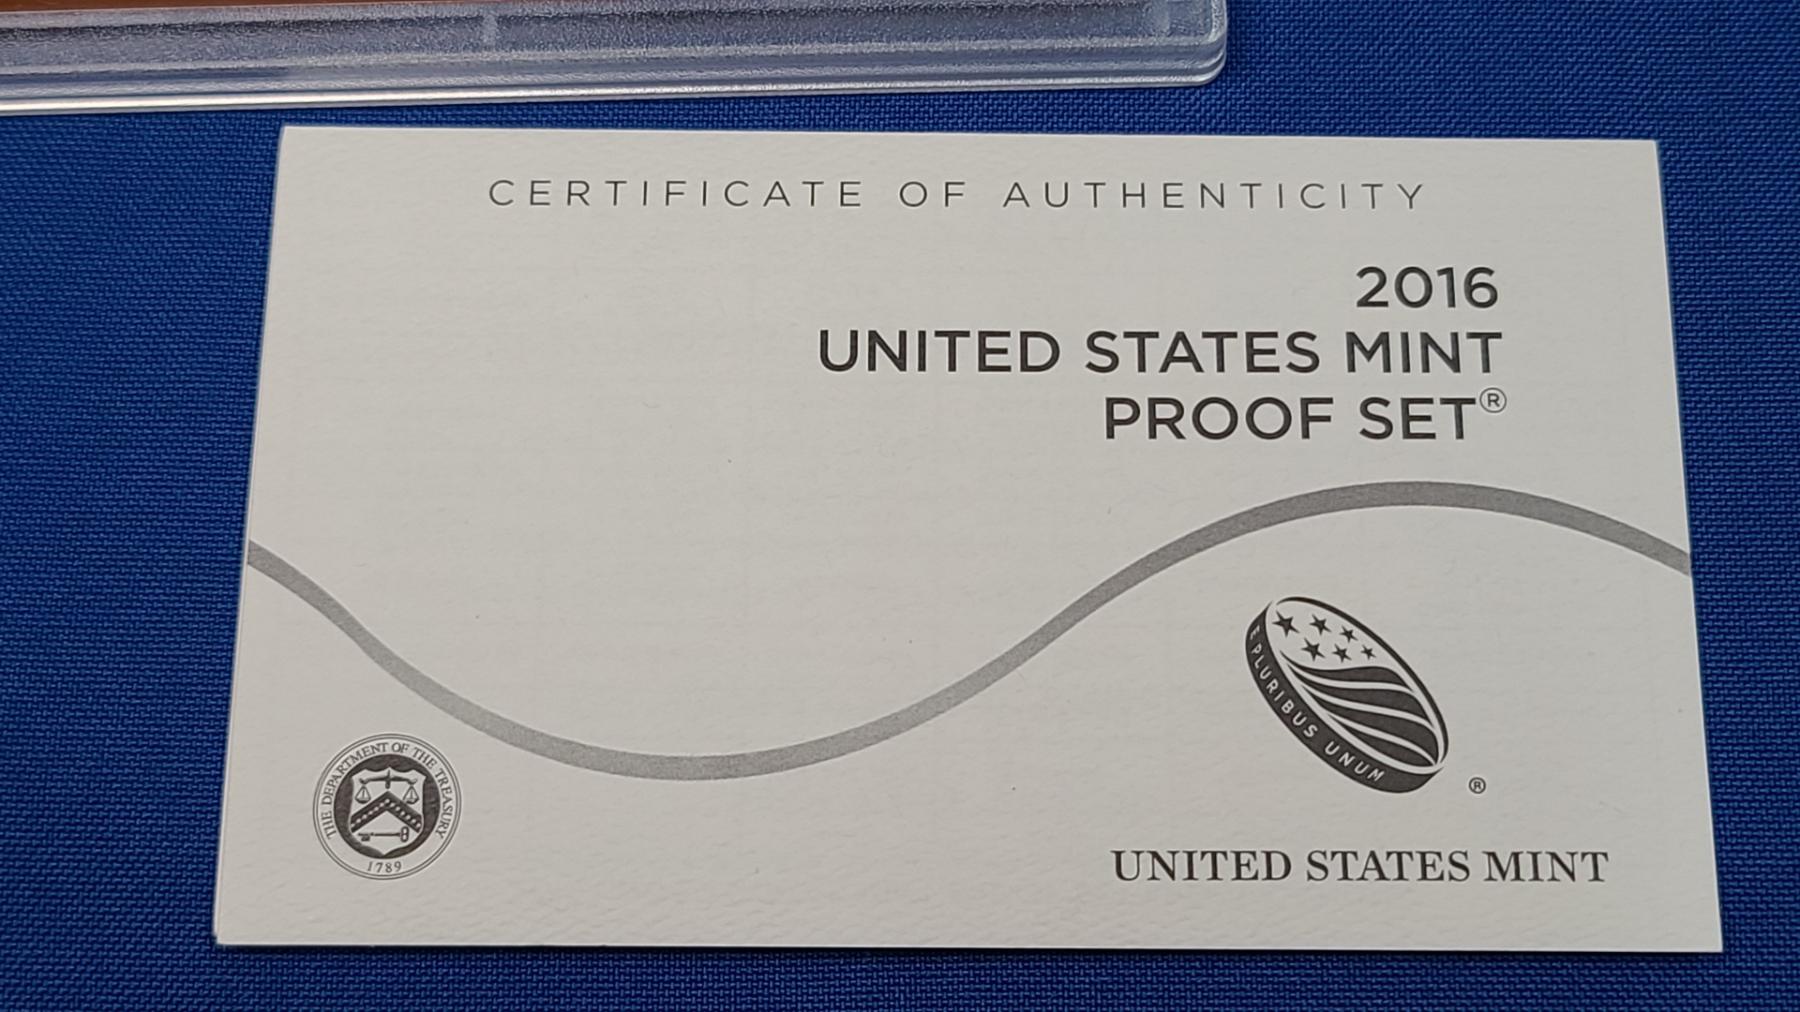 CERTIFICATE OF AUTHENTICITY
2016
UNITED STATES MINT
PROOF SET®
E PLURIBUS UNUM
®
THE DEPARTMENT OF THE TREASURY
1789
UNITED STATES MINT